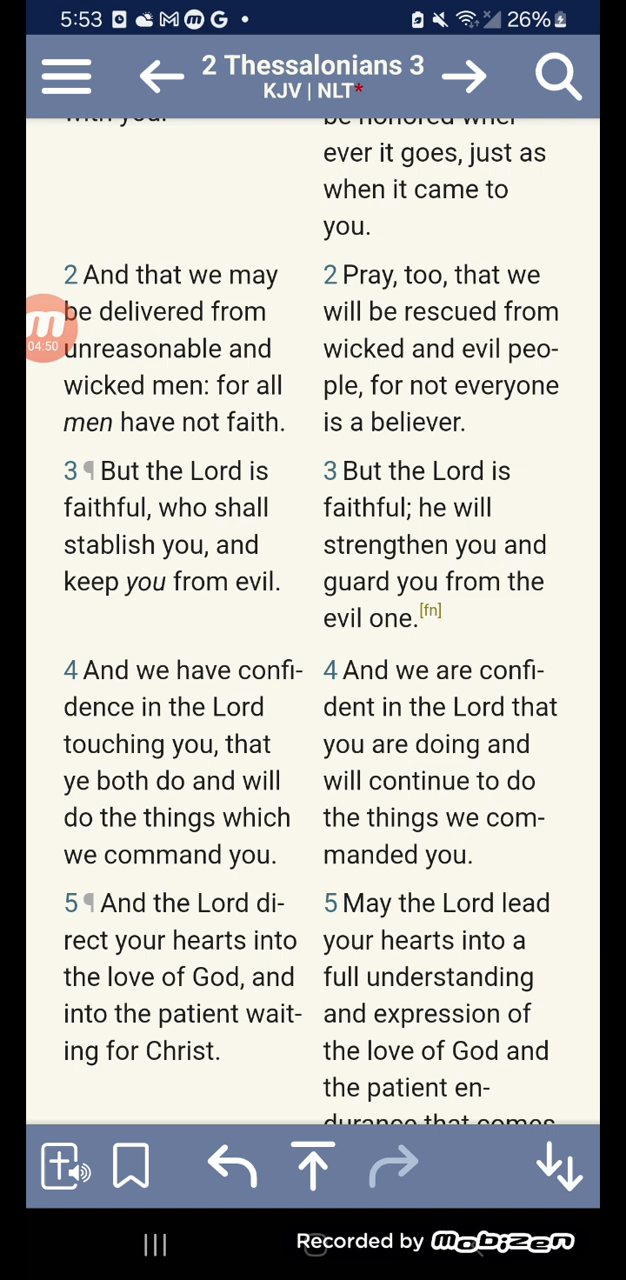 5:53 G 26%
2 Thessalonians 3
KJV | NLT*
with you.
be honored wher-
ever it goes, just as
when it came to
you.
2 And that we may
be delivered from
unreasonable and
wicked men: for all
men have not faith.
2 Pray, too, that we
will be rescued from
wicked and evil peo-
ple, for not everyone
is a believer.
04:50
3 ¶ But the Lord is
faithful, who shall
stablish you, and
keep you from evil.
3 But the Lord is
faithful; he will
strengthen you and
guard you from the
evil one.[fn]
4 And we have confi-
dence in the Lord
touching you, that
ye both do and will
do the things which
we command you.
4 And we are confi-
dent in the Lord that
you are doing and
will continue to do
the things we com-
manded you.
5 ¶ And the Lord di-
rect your hearts into
the love of God, and
into the patient wait-
ing for Christ.
5 May the Lord lead
your hearts into a
full understanding
and expression of
the love of God and
the patient en-
durance that comes
Recorded by Mobizen